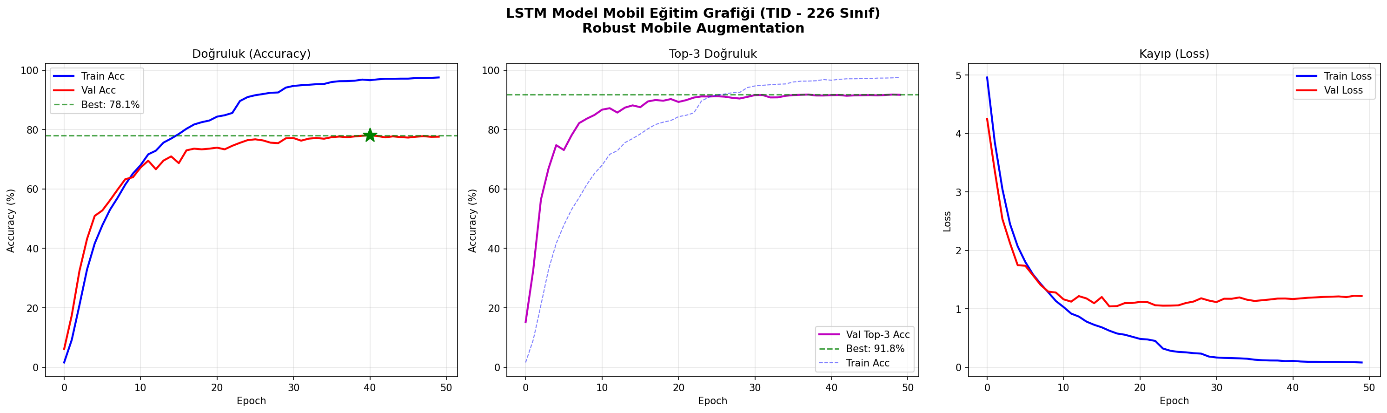 LSTM Model Mobil Eğitim Grafiği (TID - 226 Sınıf)
Robust Mobile Augmentation
Doğruluk (Accuracy)
Train Acc
Val Acc
Best: 78.1%
Accuracy (%)
100
80
60
40
20
0
0 10 20 30 40 50
Epoch
Top-3 Doğruluk
Accuracy (%)
100
80
60
40
20
0
Val Top-3 Acc
Best: 91.8%
Train Acc
0 10 20 30 40 50
Epoch
Kayıp (Loss)
Train Loss
Val Loss
Loss
5
4
3
2
1
0
0 10 20 30 40 50
Epoch